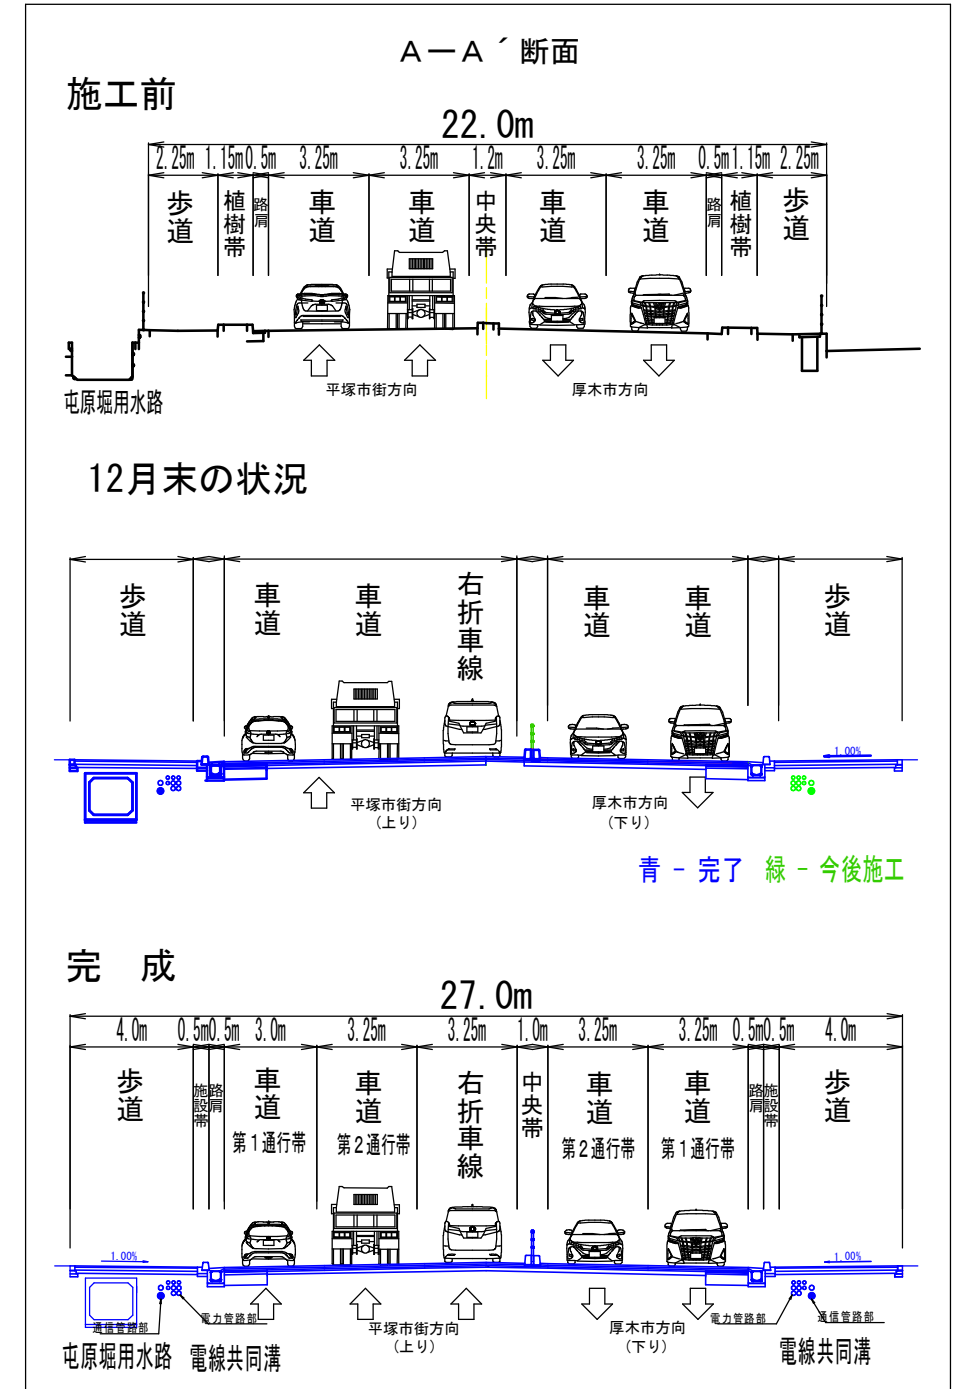 A－A´断面
施工前
22.0m
2.25m 1.15m 0.5m 3.25m 3.25m 1.2m 3.25m 3.25m 0.5m 1.15m 2.25m
歩道 植樹帯 路肩 車道 車道 中央帯 車道 車道 路肩 植樹帯 歩道
平塚市街方向 厚木市方向
屯原堀用水路
12月末の状況
歩道 車道 車道 右折車線 車道 車道 歩道
1.00%
平塚市街方向 厚木市方向
(上り) (下り)
青 - 完了 緑 - 今後施工
完 成
27.0m
4.0m 0.5m 0.5m 3.0m 3.25m 3.25m 1.0m 3.25m 3.25m 0.5m 0.5m 4.0m
歩道 施設帯 路肩 車道 車道 右折車線 中央帯 車道 車道 路肩 施設帯 歩道
第1通行帯 第2通行帯 第2通行帯 第1通行帯
1.00% 1.00%
通信管路部 電力管路部 平塚市街方向 厚木市方向 電力管路部 通信管路部
(上り) (下り)
屯原堀用水路 電線共同溝 電線共同溝